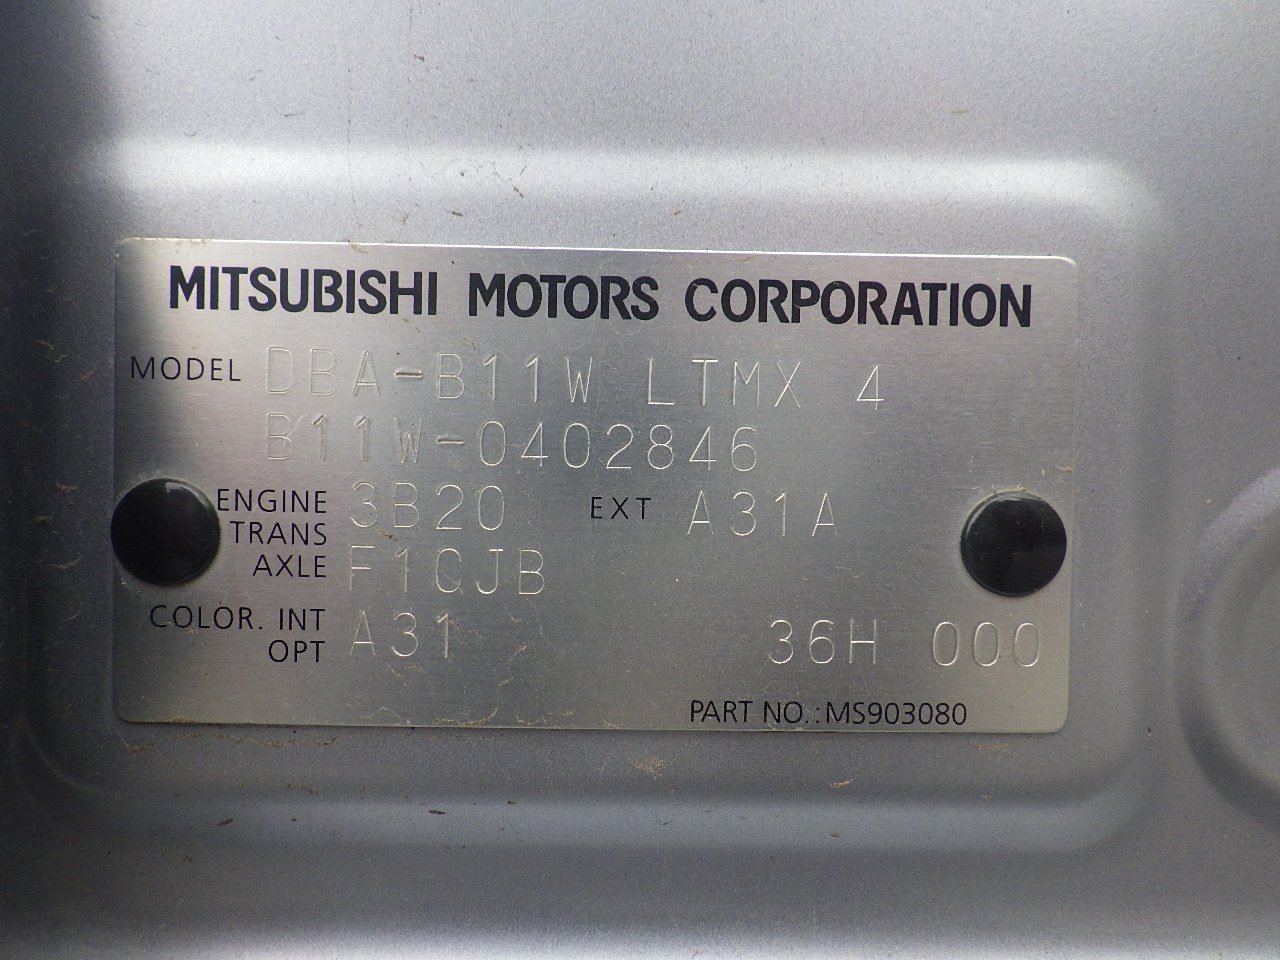 MITSUBISHI MOTORS CORPORATION
MODEL DBA-B11W LTMX 4
B11W-0402846
ENGINE 3B20 EXT A31A
TRANS
AXLE F1CJB
COLOR. INT A31
OPT 36H 000
PART NO.:MS903080